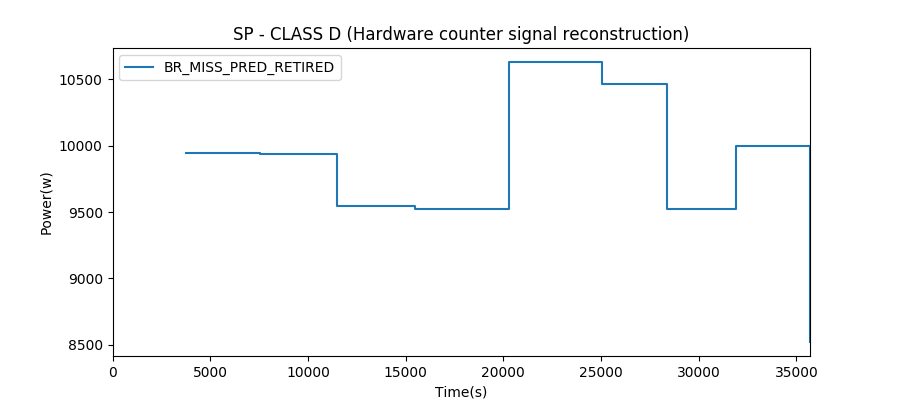 SP - CLASS D (Hardware counter signal reconstruction)
BR_MISS_PRED_RETIRED
10500
10000
9500
9000
8500
Power(w)
0 5000 10000 15000 20000 25000 30000 35000
Time(s)